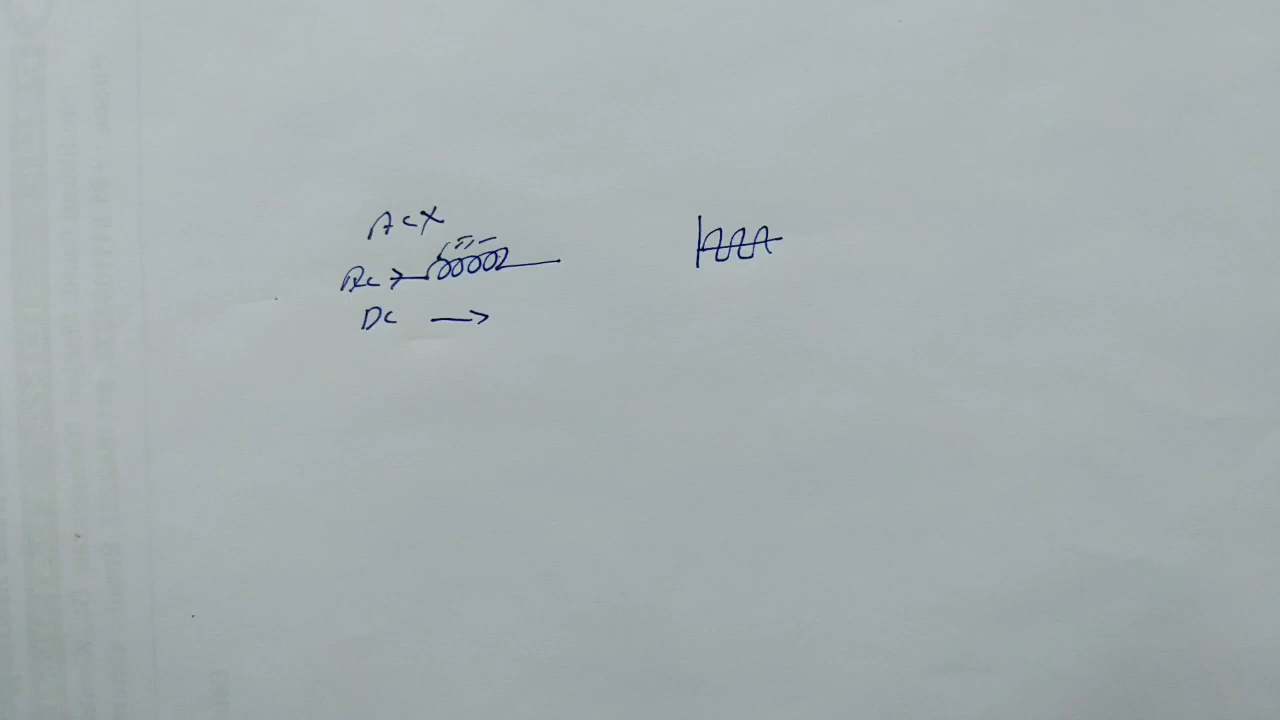 AC X
AC →
DC →